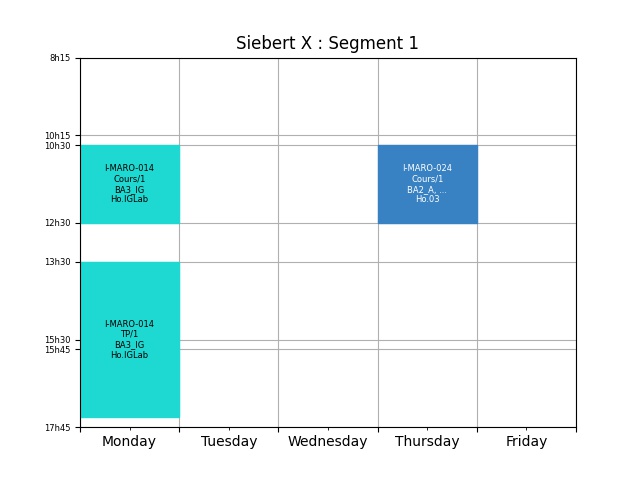 Siebert X : Segment 1
8h15
10h15
10h30
I-MARO-014
Cours/1
BA3_IG
Ho.IGLab
I-MARO-024
Cours/1
BA2_A, ...
Ho.03
12h30
13h30
I-MARO-014
TP/1
BA3_IG
Ho.IGLab
15h30
15h45
17h45
Monday Tuesday Wednesday Thursday Friday